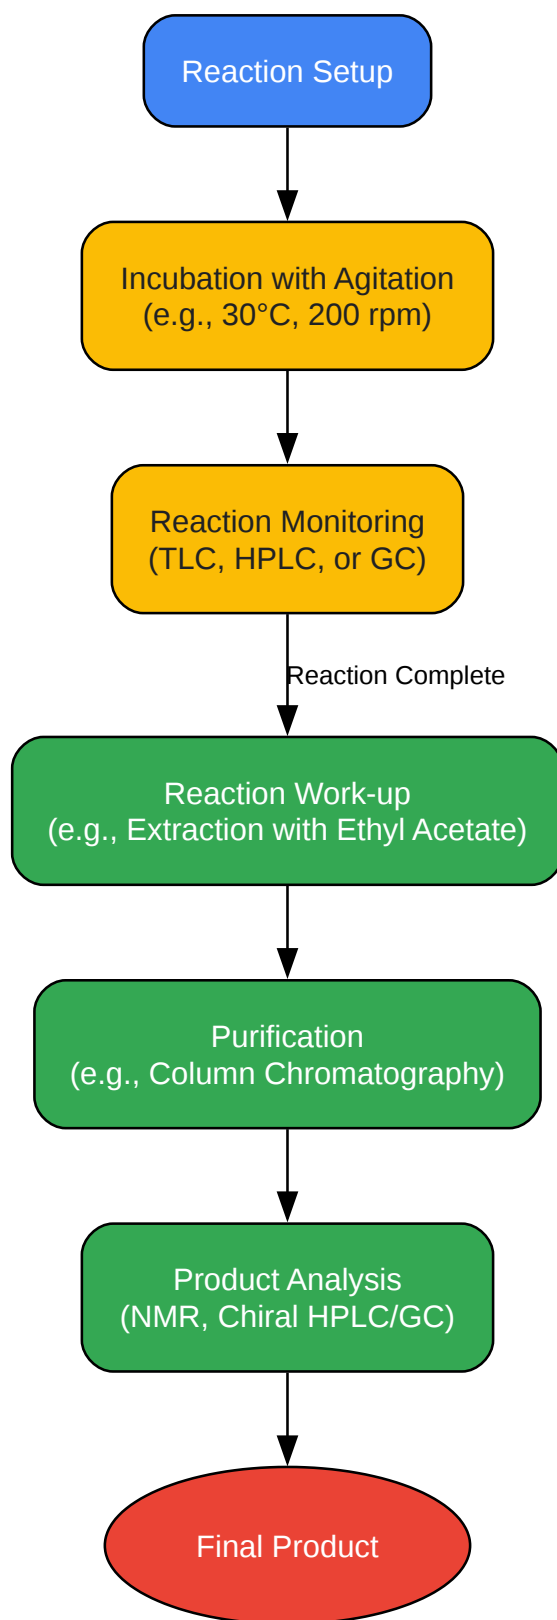 Reaction Setup
Incubation with Agitation
(e.g., 30°C, 200 rpm)
Reaction Monitoring
(TLC, HPLC, or GC)
Reaction Complete
Reaction Work-up
(e.g., Extraction with Ethyl Acetate)
Purification
(e.g., Column Chromatography)
Product Analysis
(NMR, Chiral HPLC/GC)
Final Product